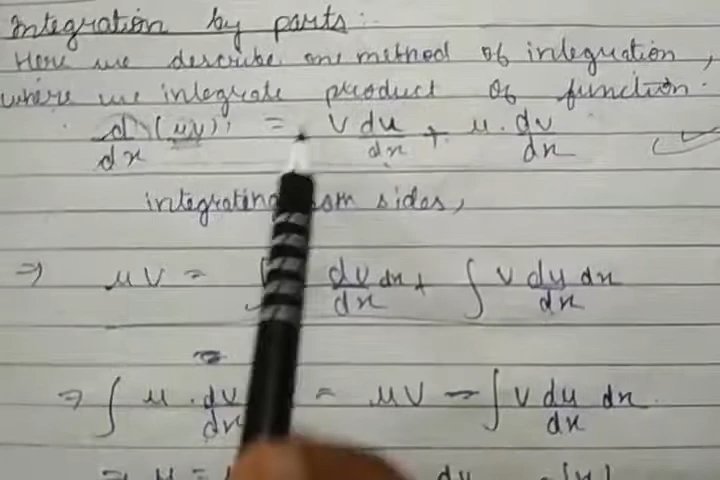 Integration by parts :
Here we describe one method of integration,
where we integrate product of function.
d/dx (uv) = v du/dx + u. dv/dx
integrating sides,
⇒ uv = ∫ dv/dx dx + ∫ v du/dx dx
⇒ ∫ u . dv/dx = uv - ∫ v du/dx dx.